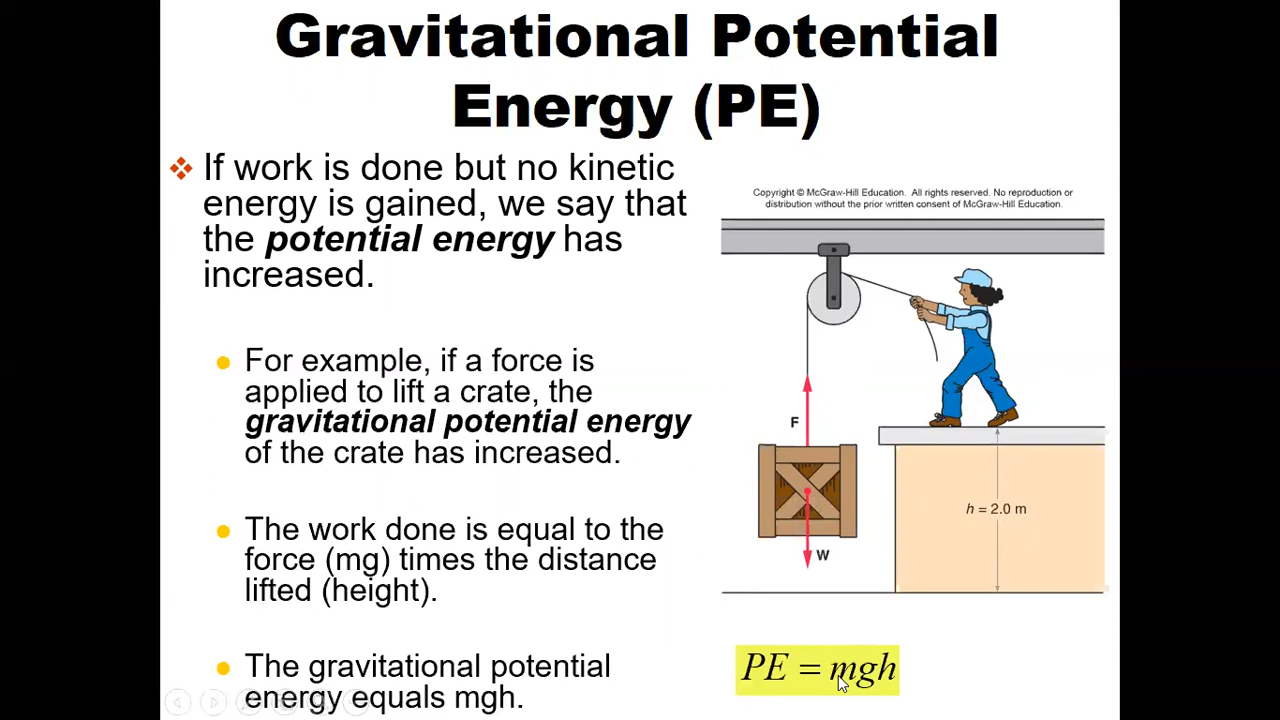 Gravitational Potential
Energy (PE)
If work is done but no kinetic
energy is gained, we say that
the potential energy has
increased.
For example, if a force is
applied to lift a crate, the
gravitational potential energy
of the crate has increased.
The work done is equal to the
force (mg) times the distance
lifted (height).
The gravitational potential
energy equals mgh.
Copyright © McGraw-Hill Education. All rights reserved. No reproduction or
distribution without the prior written consent of McGraw-Hill Education.
F
W
h = 2.0 m
PE = mgh